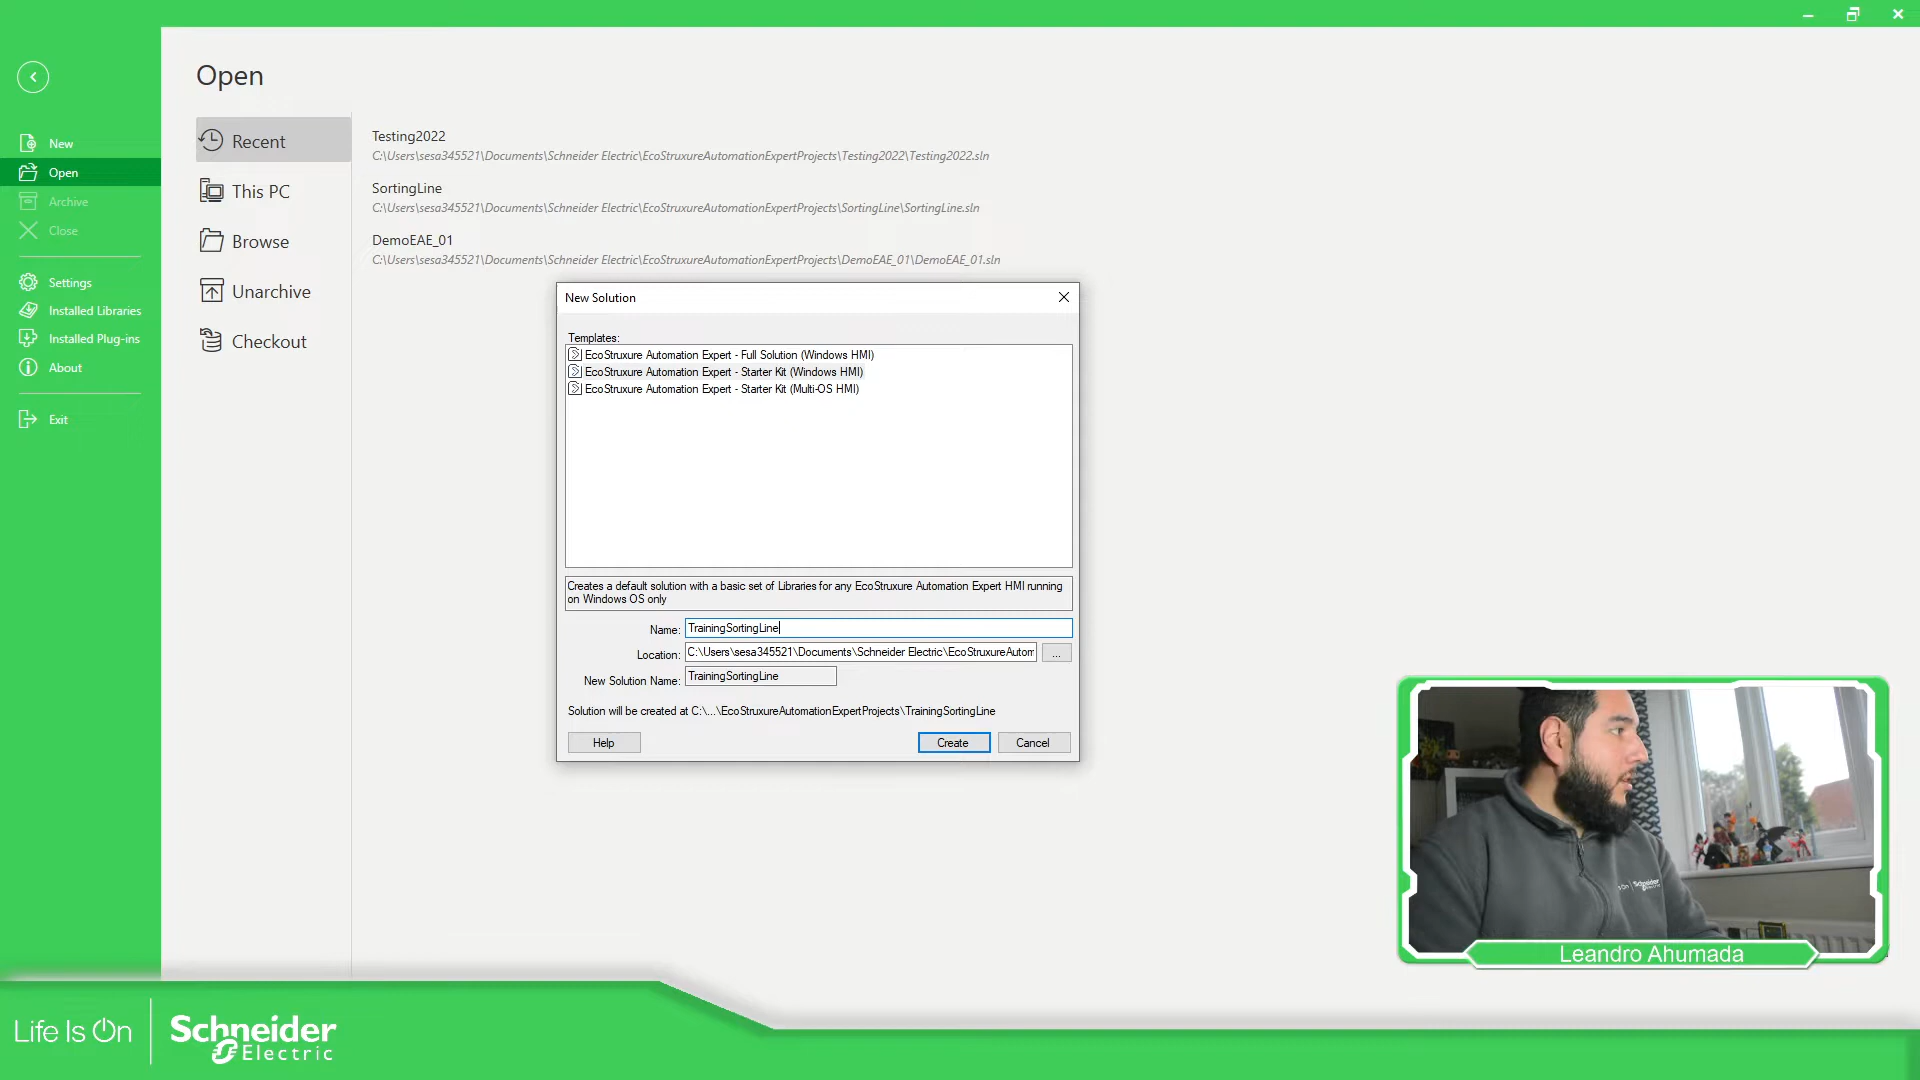 Open
New
Open
Archive
Close
Settings
Installed Libraries
Installed Plug-ins
About
Exit
Recent
This PC
Browse
Unarchive
Checkout
Testing2022
C:\Users\sesa345521\Documents\Schneider Electric\EcoStruxureAutomationExpertProjects\Testing2022\Testing2022.sln
SortingLine
C:\Users\sesa345521\Documents\Schneider Electric\EcoStruxureAutomationExpertProjects\SortingLine\SortingLine.sln
DemoEAE_01
C:\Users\sesa345521\Documents\Schneider Electric\EcoStruxureAutomationExpertProjects\DemoEAE_01\DemoEAE_01.sln
New Solution
Templates:
EcoStruxure Automation Expert - Full Solution (Windows HMI)
EcoStruxure Automation Expert - Starter Kit (Windows HMI)
EcoStruxure Automation Expert - Starter Kit (Multi-OS HMI)
Creates a default solution with a basic set of Libraries for any EcoStruxure Automation Expert HMI running
on Windows OS only
Name: TrainingSortingLine
Location: C:\Users\sesa345521\Documents\Schneider Electric\EcoStruxureAutom ...
New Solution Name: TrainingSortingLine
Solution will be created at C:\...\EcoStruxureAutomationExpertProjects\TrainingSortingLine
Help Create Cancel
Schneider
Leandro Ahumada
Life Is On
Schneider
Electric